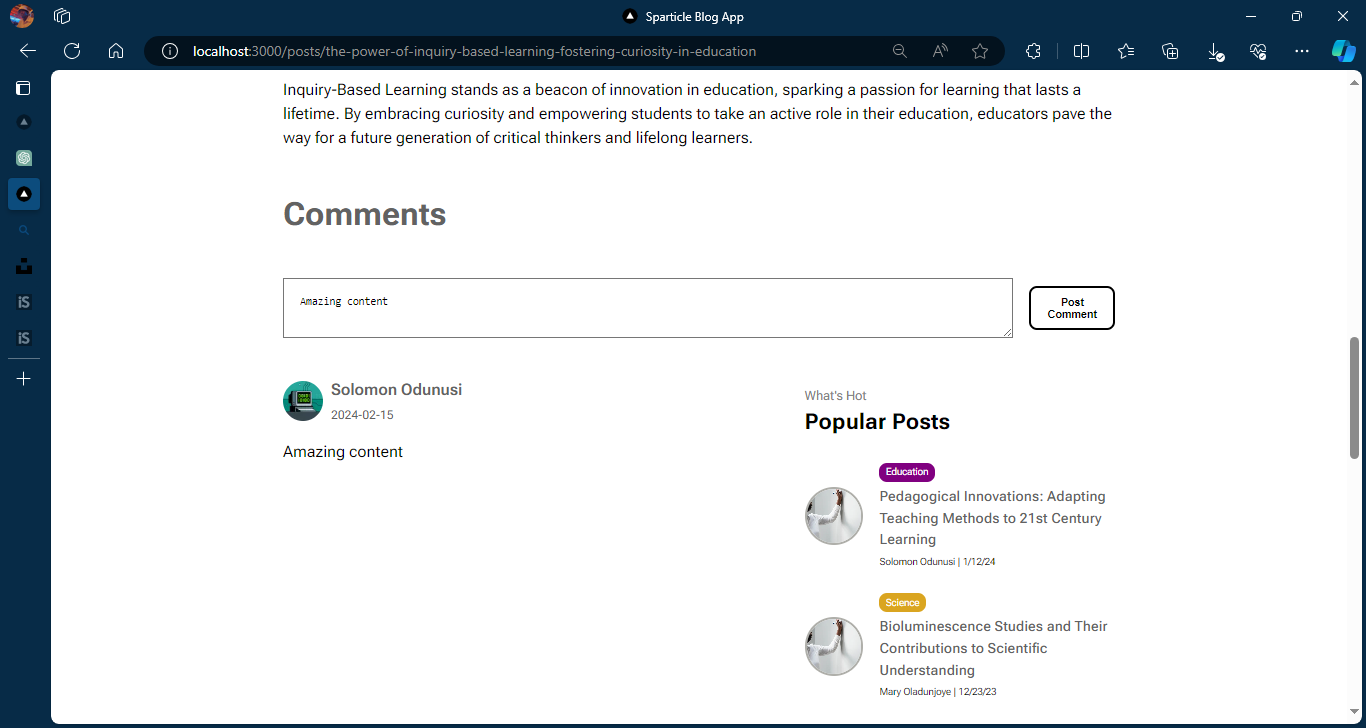 Sparticle Blog App
localhost:3000/posts/the-power-of-inquiry-based-learning-fostering-curiosity-in-education
Inquiry-Based Learning stands as a beacon of innovation in education, sparking a passion for learning that lasts a
lifetime. By embracing curiosity and empowering students to take an active role in their education, educators pave the
way for a future generation of critical thinkers and lifelong learners.
Comments
Amazing content
Post
Comment
Solomon Odunusi
2024-02-15
Amazing content
What's Hot
Popular Posts
Education
Pedagogical Innovations: Adapting
Teaching Methods to 21st Century
Learning
Solomon Odunusi | 1/12/24
Science
Bioluminescence Studies and Their
Contributions to Scientific
Understanding
Mary Oladunjoye | 12/23/23
iS
iS